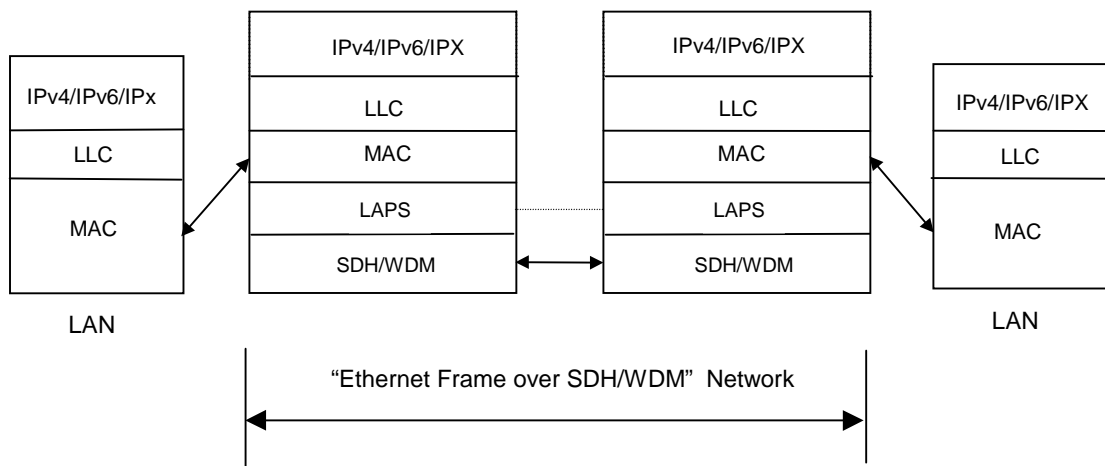 IPv4/IPv6/IPx
LLC
MAC
LAN
IPv4/IPv6/IPX
LLC
MAC
LAPS
SDH/WDM
IPv4/IPv6/IPX
LLC
MAC
LAPS
SDH/WDM
IPv4/IPv6/IPX
LLC
MAC
LAN
“Ethernet Frame over SDH/WDM” Network